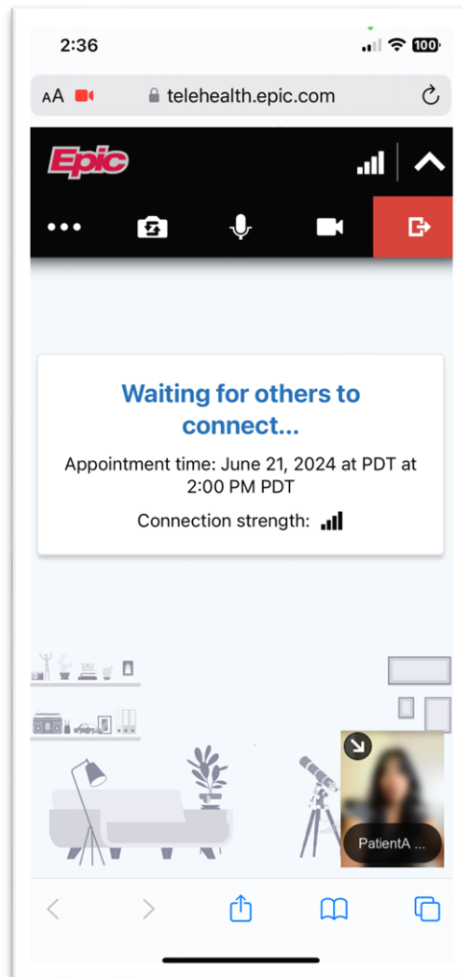 2:36
100
AA telehealth.epic.com
Epic
Waiting for others to
connect...
Appointment time: June 21, 2024 at PDT at
2:00 PM PDT
Connection strength:
PatientA ...